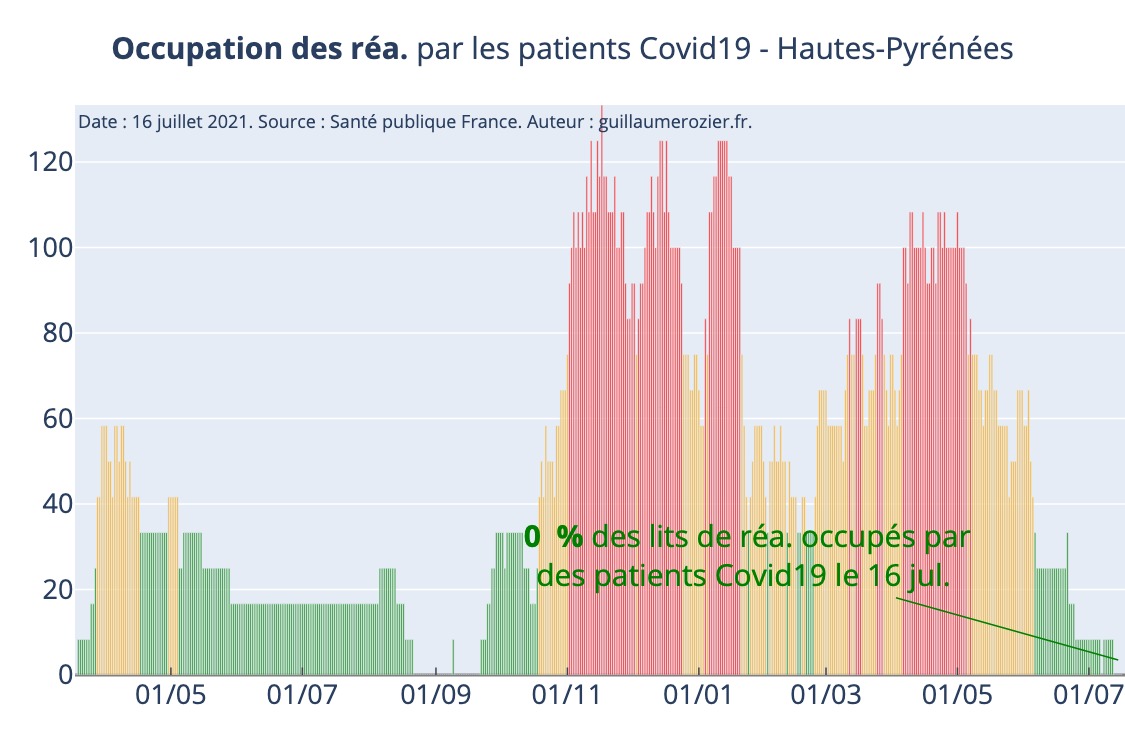 Occupation des réa. par les patients Covid19 - Hautes-Pyrénées
Date : 16 juillet 2021. Source : Santé publique France. Auteur : guillaumerozier.fr.
120
100
80
60
40
20
0
0 % des lits de réa. occupés par
des patients Covid19 le 16 jul.
01/05 01/07 01/09 01/11 01/01 01/03 01/05 01/07